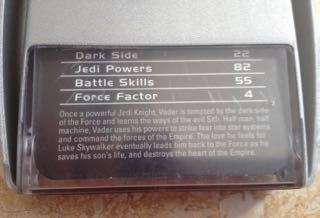 Dark Side 22
Jedi Powers 82
Battle Skills 55
Force Factor 4
Once a powerful Jedi Knight, Vader is tempted by the dark side
of the Force and learns the ways of the evil Sith. Half man, half
machine, Vader uses his powers to strike fear into star systems
and command the forces of the Empire. The love he feels for
Luke Skywalker eventually leads him back to the Force as he
saves his son's life, and destroys the heart of the Empire.